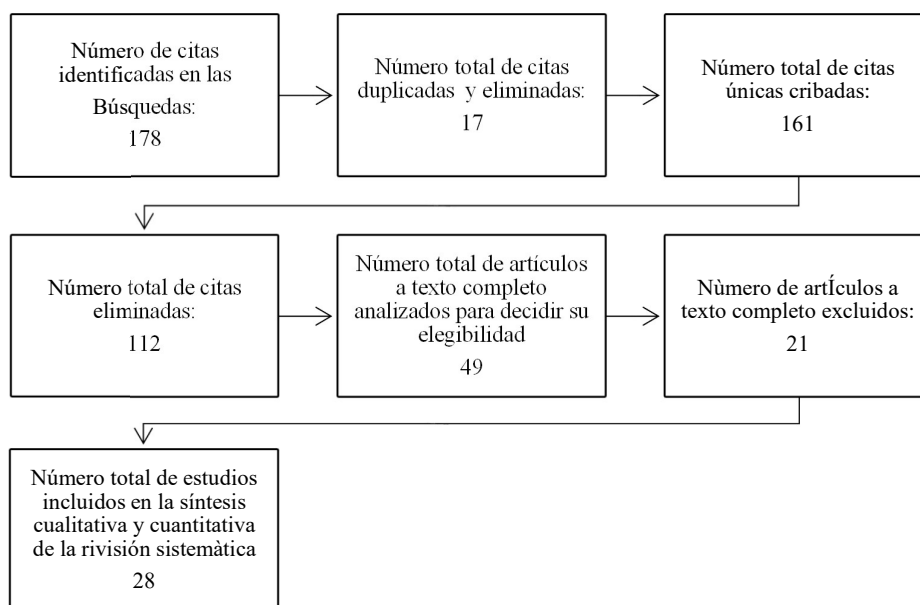 Número de citas
identificadas en las
Búsquedas:
178
Número total de citas
duplicadas y eliminadas:
17
Número total de citas
únicas cribadas:
161
Número total de citas
eliminadas:
112
Número total de artículos
a texto completo
analizados para decidir su
elegibilidad
49
Nùmero de artÍculos a
texto completo excluidos:
21
Número total de estudios
incluidos en la síntesis
cualitativa y cuantitativa
de la rivisión sistemàtica
28